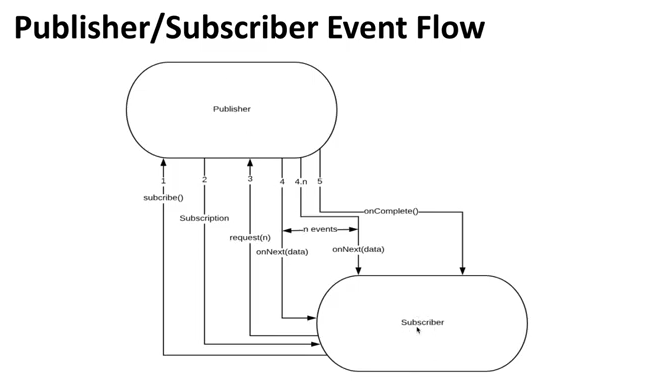 Publisher/Subscriber Event Flow
Publisher
1 2 3 4 4.n 5
subcribe()
Subscription
request(n)
onNext(data)
n events
onNext(data)
onComplete()
Subscriber